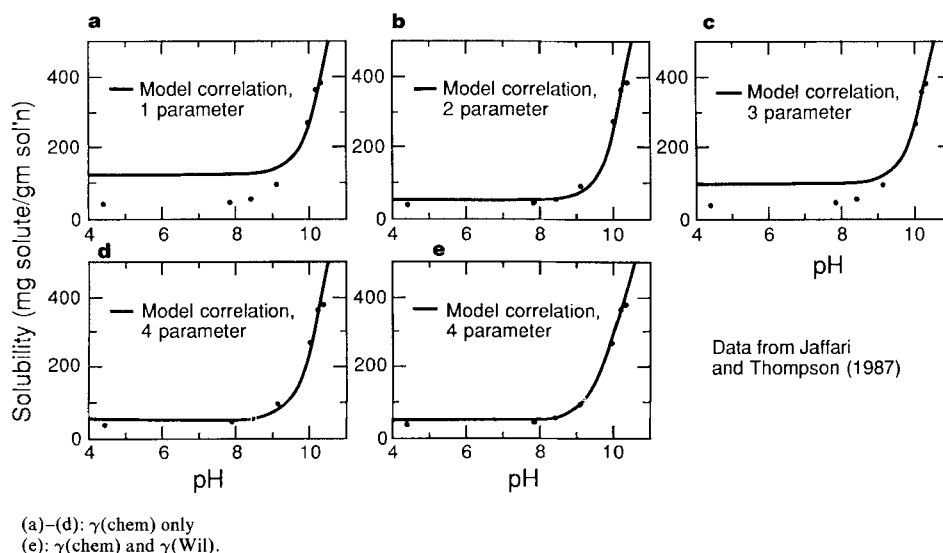 a
b
c
Solubility (mg solute/gm sol'n)
400
200
0
Model correlation,
1 parameter
4 6 8 10
400
200
0
Model correlation,
2 parameter
4 6 8 10
400
200
0
Model correlation,
3 parameter
4 6 8 10
pH
d
e
400
200
0
Model correlation,
4 parameter
4 6 8 10
pH
400
200
0
Model correlation,
4 parameter
4 6 8 10
pH
Data from Jaffari
and Thompson (1987)
(a)–(d): γ(chem) only
(e): γ(chem) and γ(Wil).